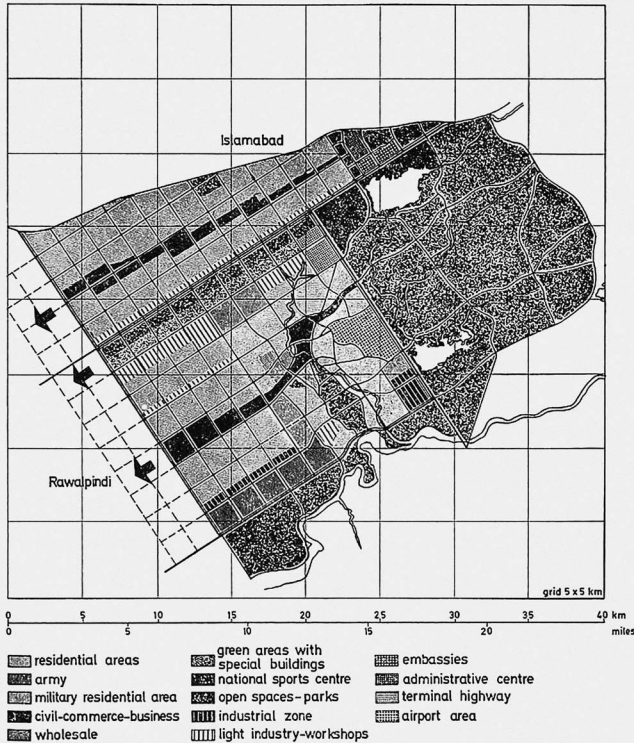 Islamabad
Rawalpindi
grid 5 x 5 km
0 5 10 15 20 25 30 35 40 km
0 5 10 15 20 miles
residential areas
army
military residential area
civil-commerce-business
wholesale
green areas with
special buildings
national sports centre
open spaces-parks
industrial zone
light industry-workshops
embassies
administrative centre
terminal highway
airport area